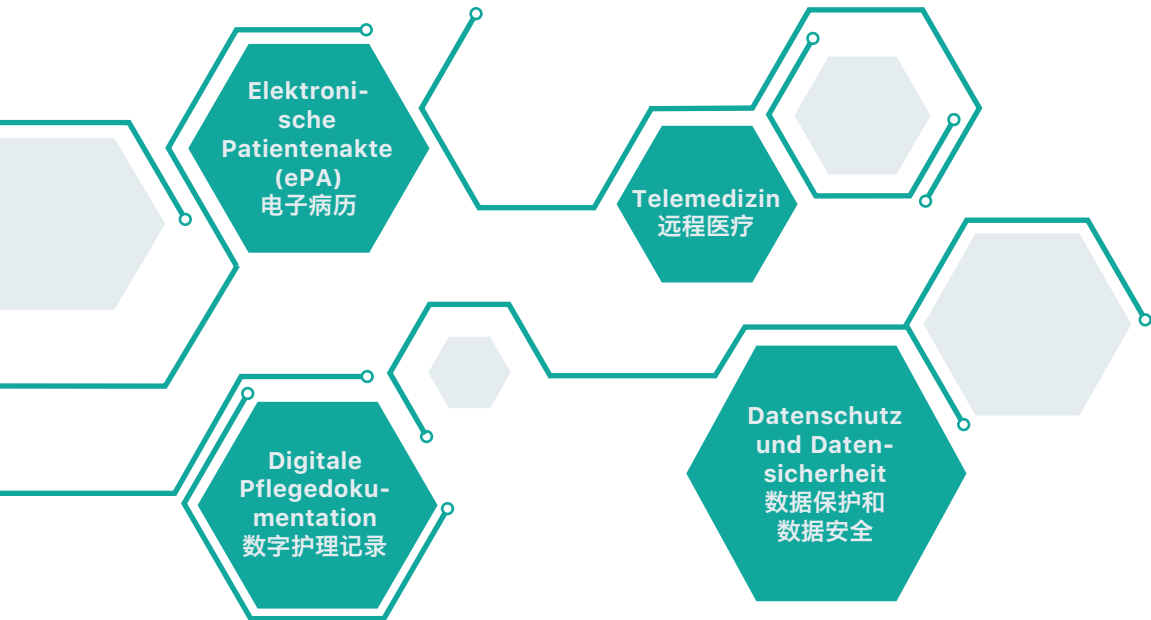 Elektroni-
sche
Patientenakte
(ePA)
电子病历
Telemedizin
远程医疗
Digitale
Pflegedoku-
mentation
数字护理记录
Datenschutz
und Daten-
sicherheit
数据保护和
数据安全